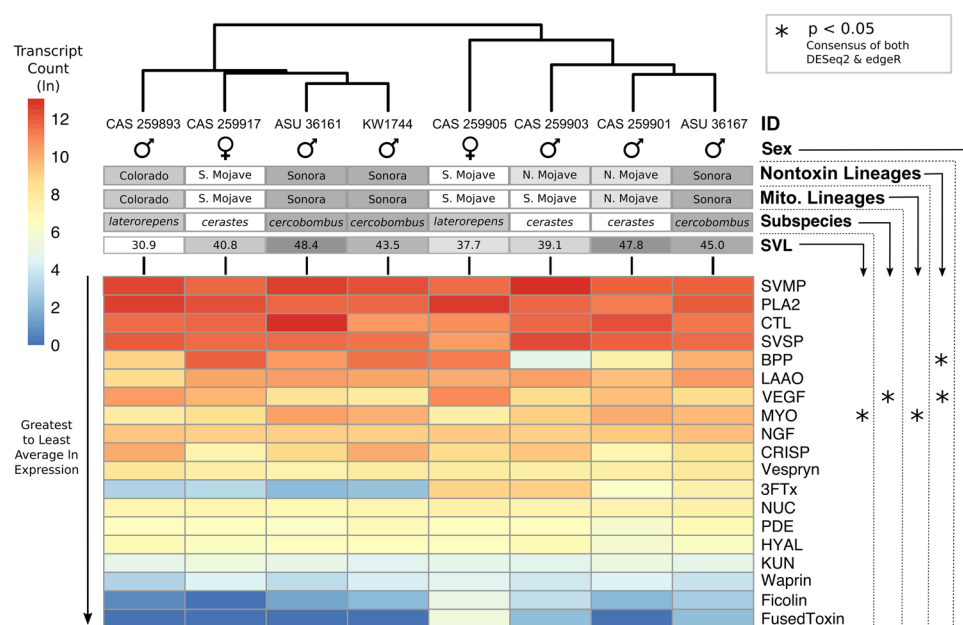 Transcript
Count
(ln)
12
10
8
6
4
2
0
* p < 0.05
Consensus of both
DESeq2 & edgeR
CAS 259893 CAS 259917 ASU 36161 KW1744 CAS 259905 CAS 259903 CAS 259901 ASU 36167 ID
♂ ♀ ♂ ♂ ♀ ♂ ♂ ♂ Sex
Colorado S. Mojave Sonora Sonora S. Mojave N. Mojave N. Mojave Sonora Nontoxin Lineages
Colorado S. Mojave Sonora Sonora S. Mojave S. Mojave N. Mojave Sonora Mito. Lineages
laterorepens cerastes cercobombus cercobombus laterorepens cerastes cerastes cercobombus Subspecies
30.9 40.8 48.4 43.5 37.7 39.1 47.8 45.0 SVL
SVMP
PLA2
CTL
SVSP
BPP *
LAAO
VEGF * *
MYO * *
NGF
CRISP
Vespryn
3FTx
NUC
PDE
HYAL
KUN
Waprin
Ficolin
FusedToxin
Greatest
to Least
Average ln
Expression